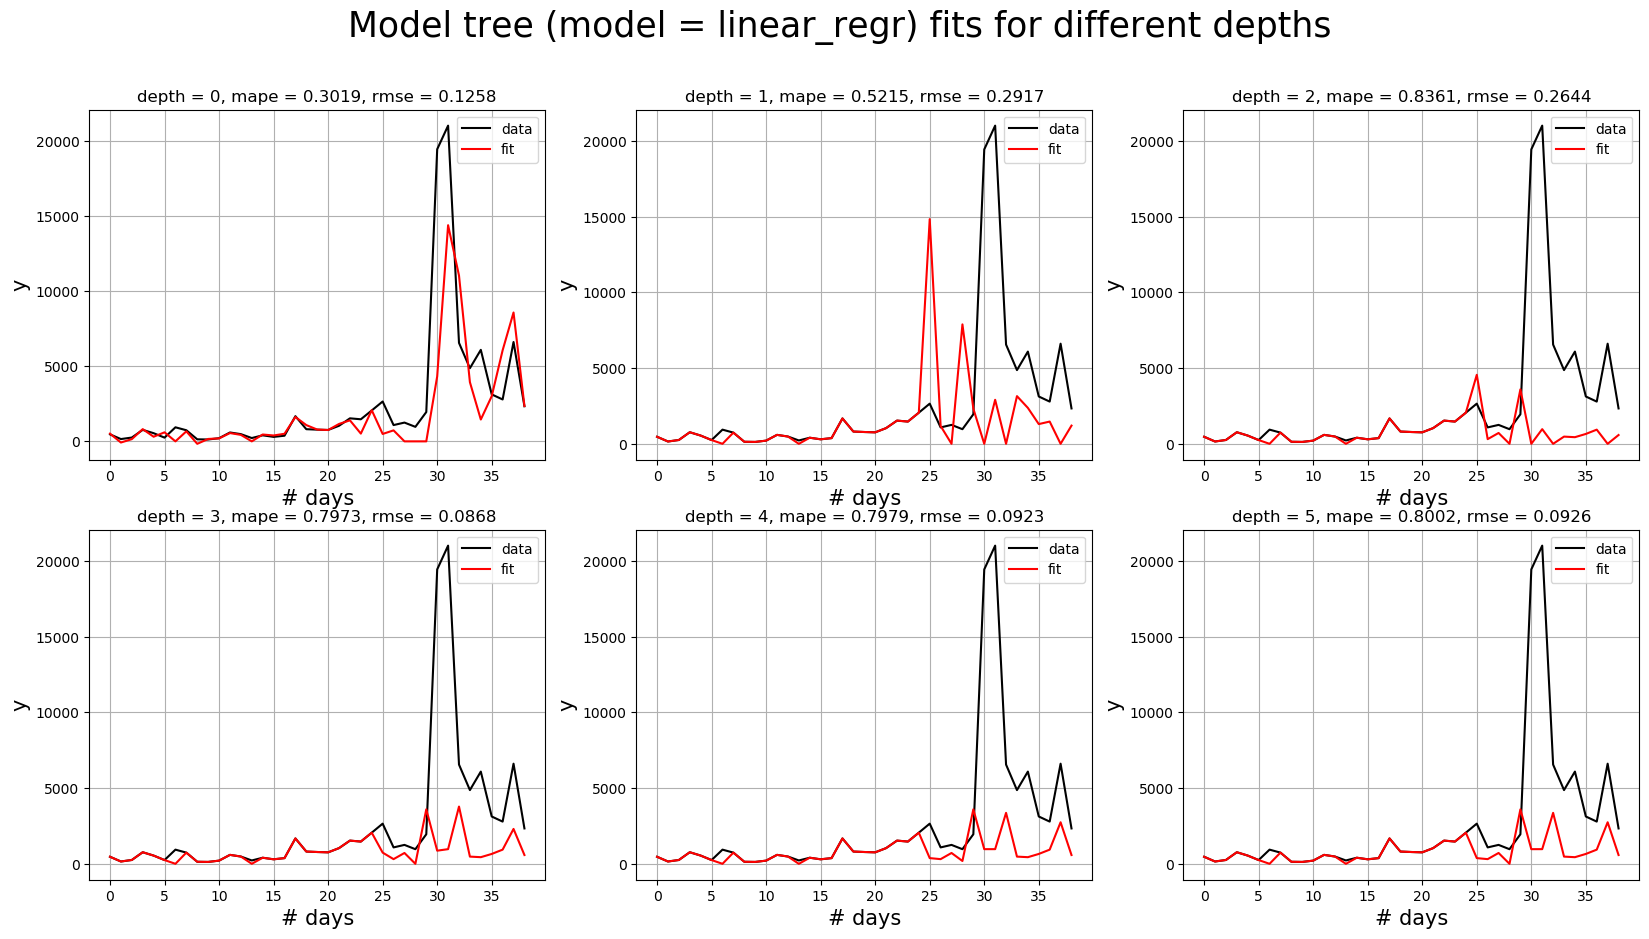 Model tree (model = linear_regr) fits for different depths
depth = 0, mape = 0.3019, rmse = 0.1258
data
fit
20000
15000
10000
5000
0
y
0 5 10 15 20 25 30 35
# days
depth = 1, mape = 0.5215, rmse = 0.2917
data
fit
20000
15000
10000
5000
0
y
0 5 10 15 20 25 30 35
# days
depth = 2, mape = 0.8361, rmse = 0.2644
data
fit
20000
15000
10000
5000
0
y
0 5 10 15 20 25 30 35
# days
depth = 3, mape = 0.7973, rmse = 0.0868
data
fit
20000
15000
10000
5000
0
y
0 5 10 15 20 25 30 35
# days
depth = 4, mape = 0.7979, rmse = 0.0923
data
fit
20000
15000
10000
5000
0
y
0 5 10 15 20 25 30 35
# days
depth = 5, mape = 0.8002, rmse = 0.0926
data
fit
20000
15000
10000
5000
0
y
0 5 10 15 20 25 30 35
# days